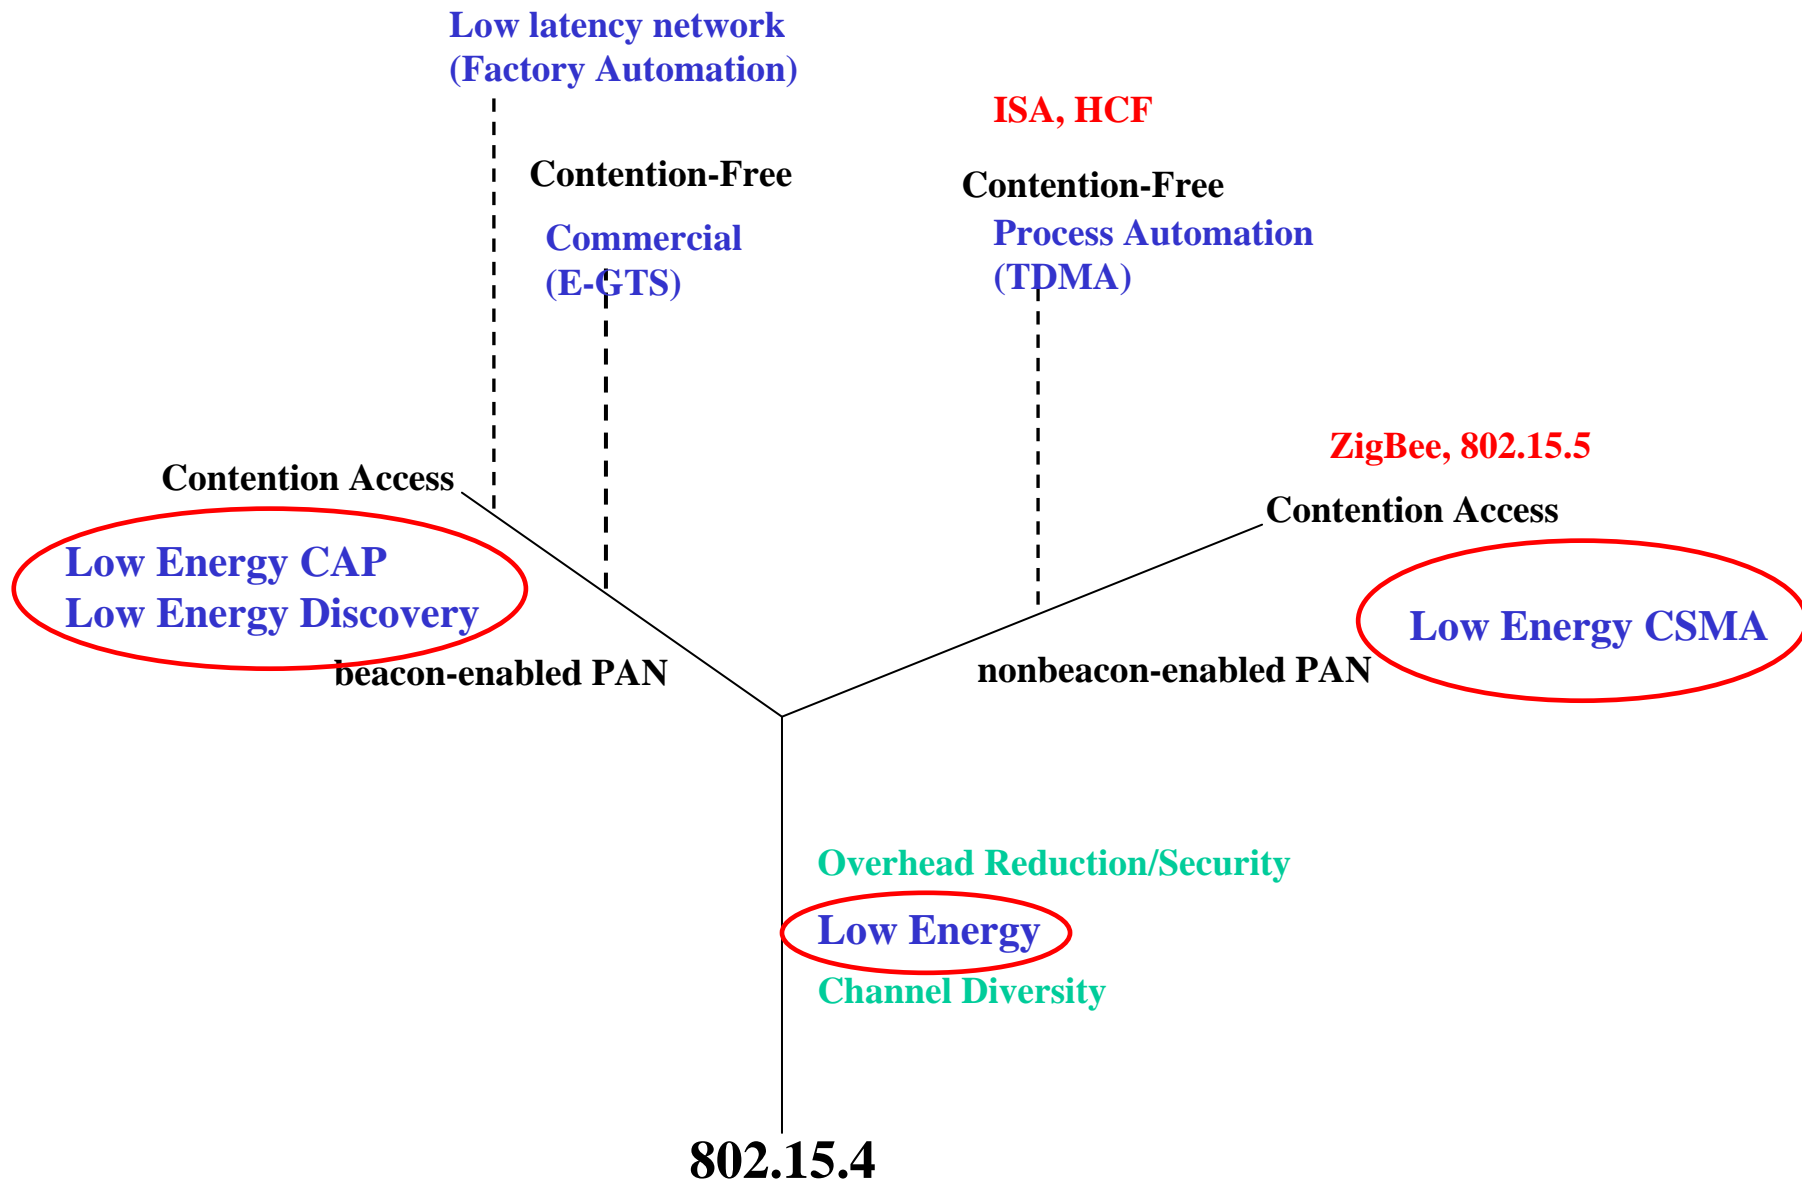 Low latency network
(Factory Automation)
ISA, HCF
Contention-Free
Contention-Free
Commercial
(E-GTS)
Process Automation
(TDMA)
ZigBee, 802.15.5
Contention Access
Contention Access
Low Energy CAP
Low Energy Discovery
Low Energy CSMA
beacon-enabled PAN
nonbeacon-enabled PAN
Overhead Reduction/Security
Low Energy
Channel Diversity
802.15.4